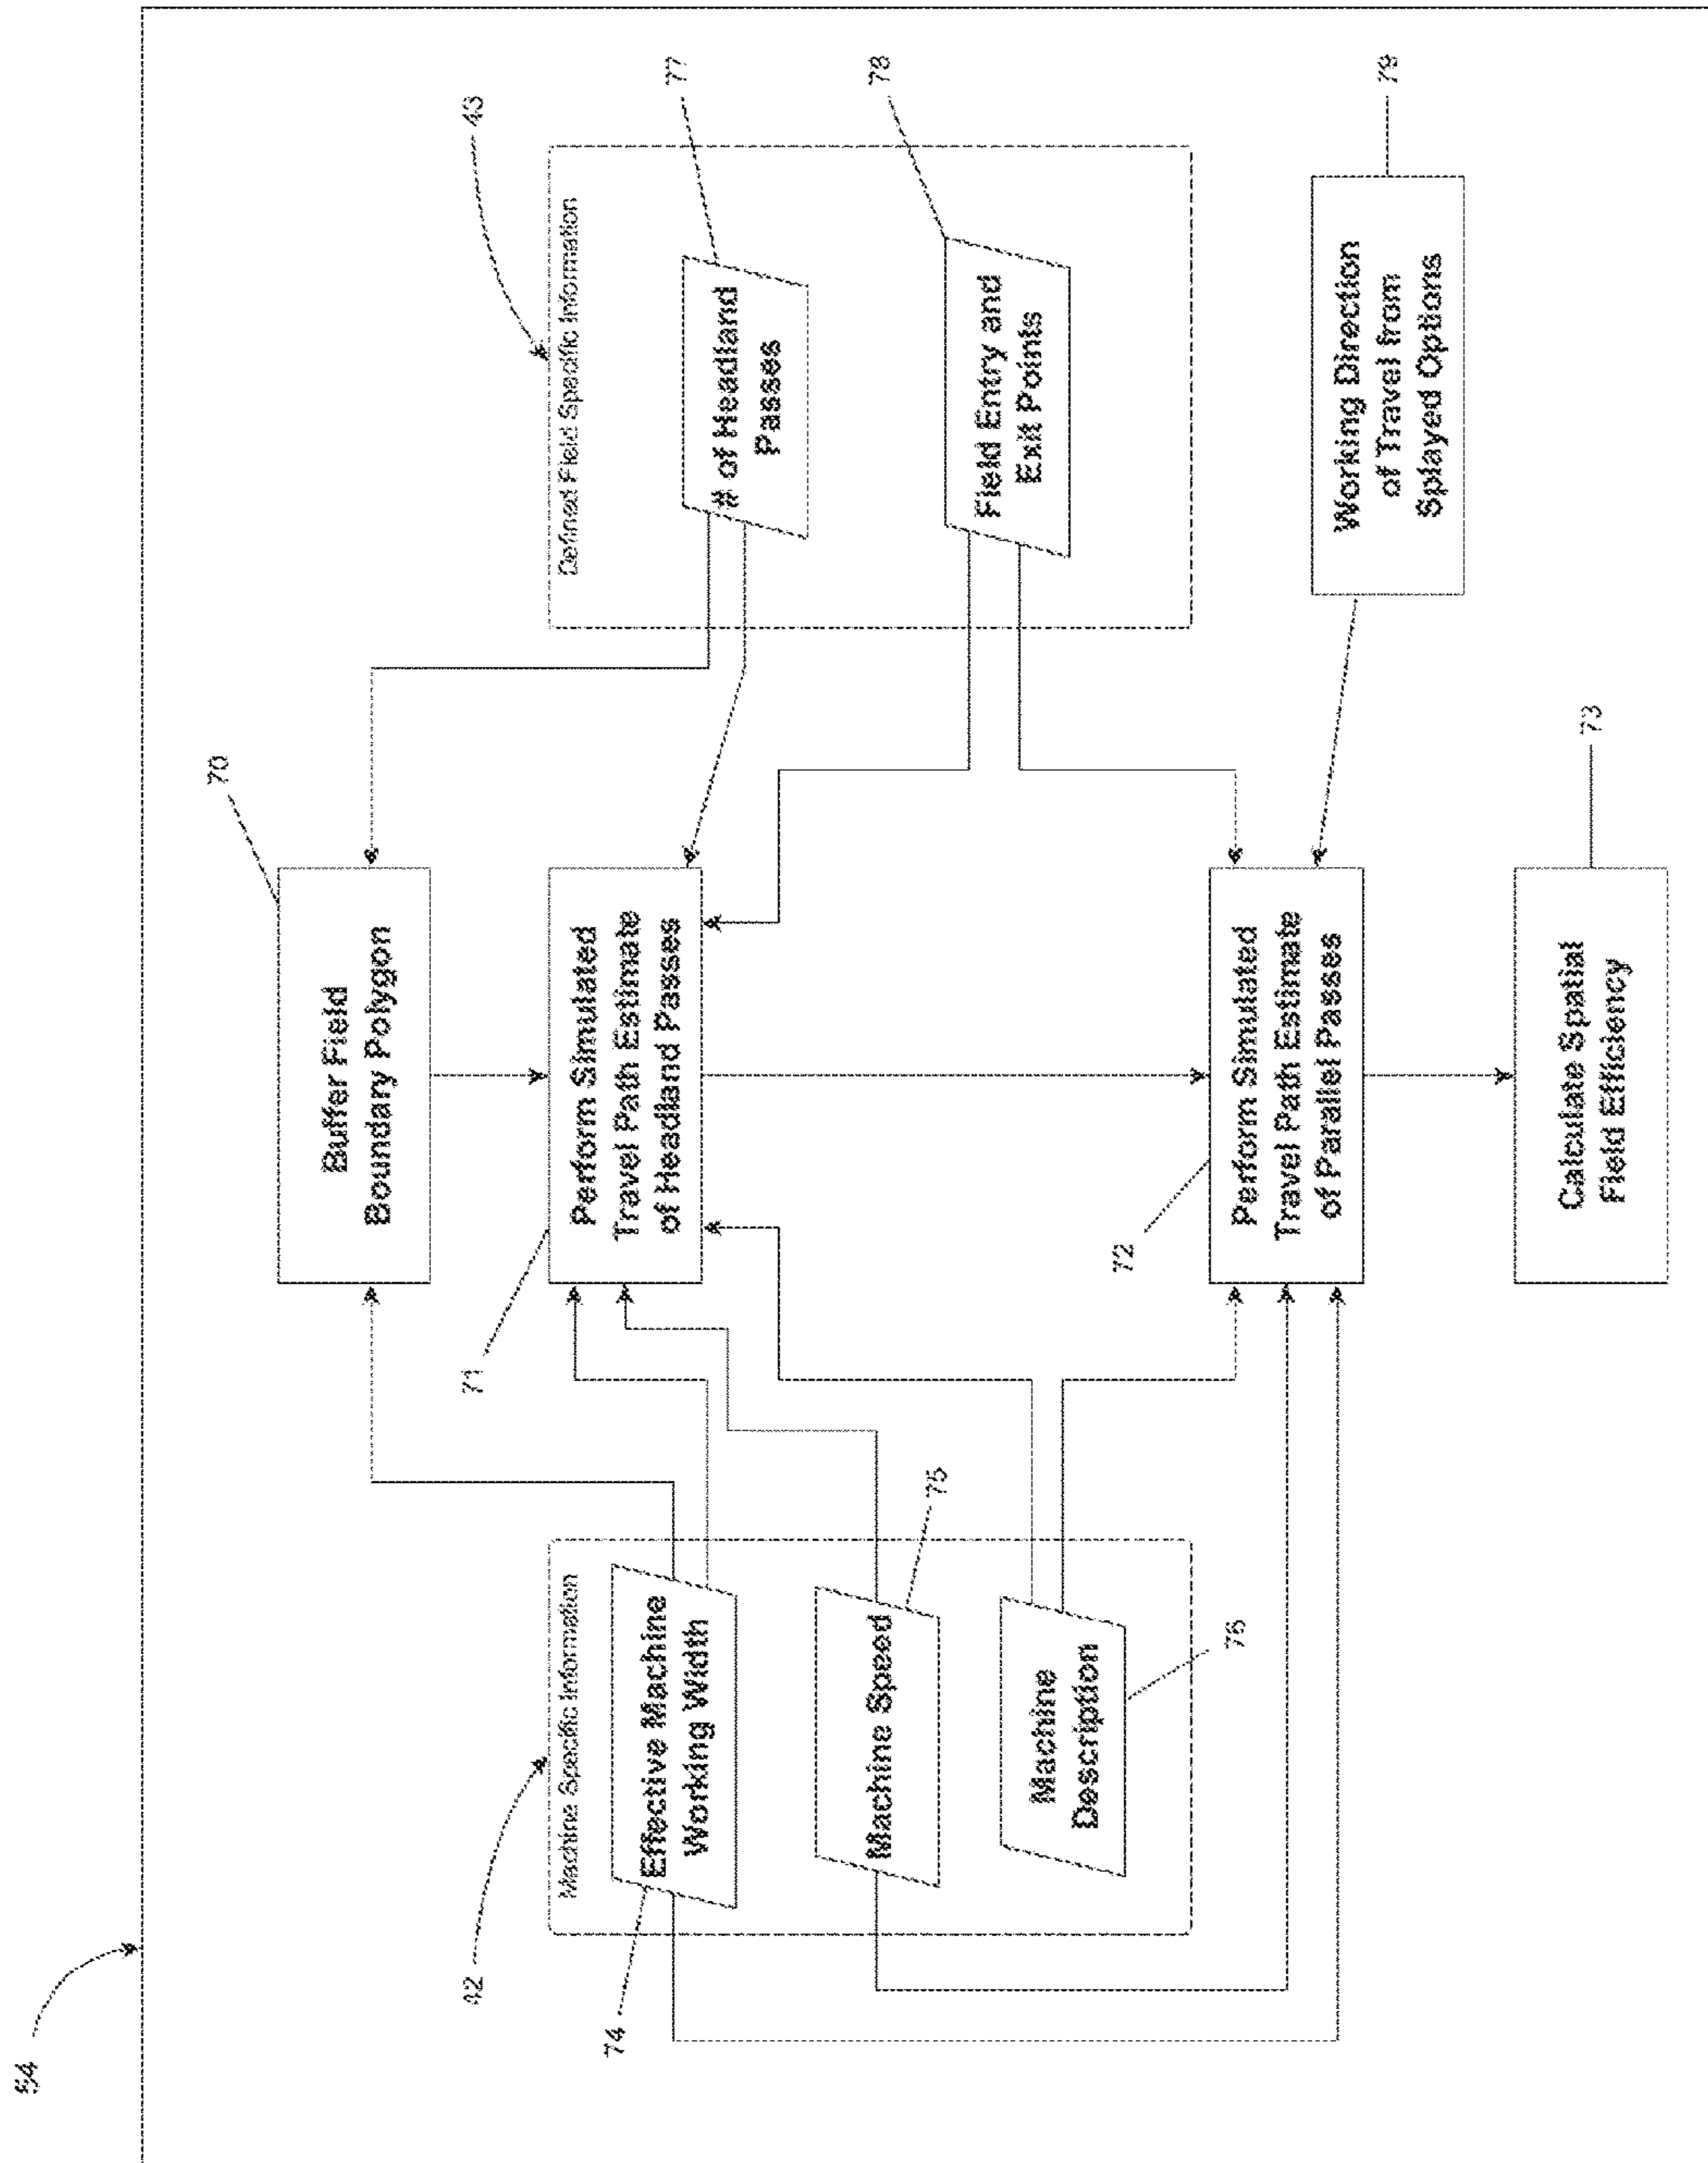 54
70
Buffer Field
Boundary Polygon
42
Machine Specific Information
74
Effective Machine
Working Width
Machine Speed
75
Machine
Description
76
71
Perform Simulated
Travel Path Estimate
of Headland Passes
43
Defined Field Specific Information
# of Headland
Passes
77
Field Entry and
Exit Points
78
72
Perform Simulated
Travel Path Estimate
of Parallel Passes
Working Direction
of Travel from
Splayed Options
79
Calculate Spatial
Field Efficiency
73